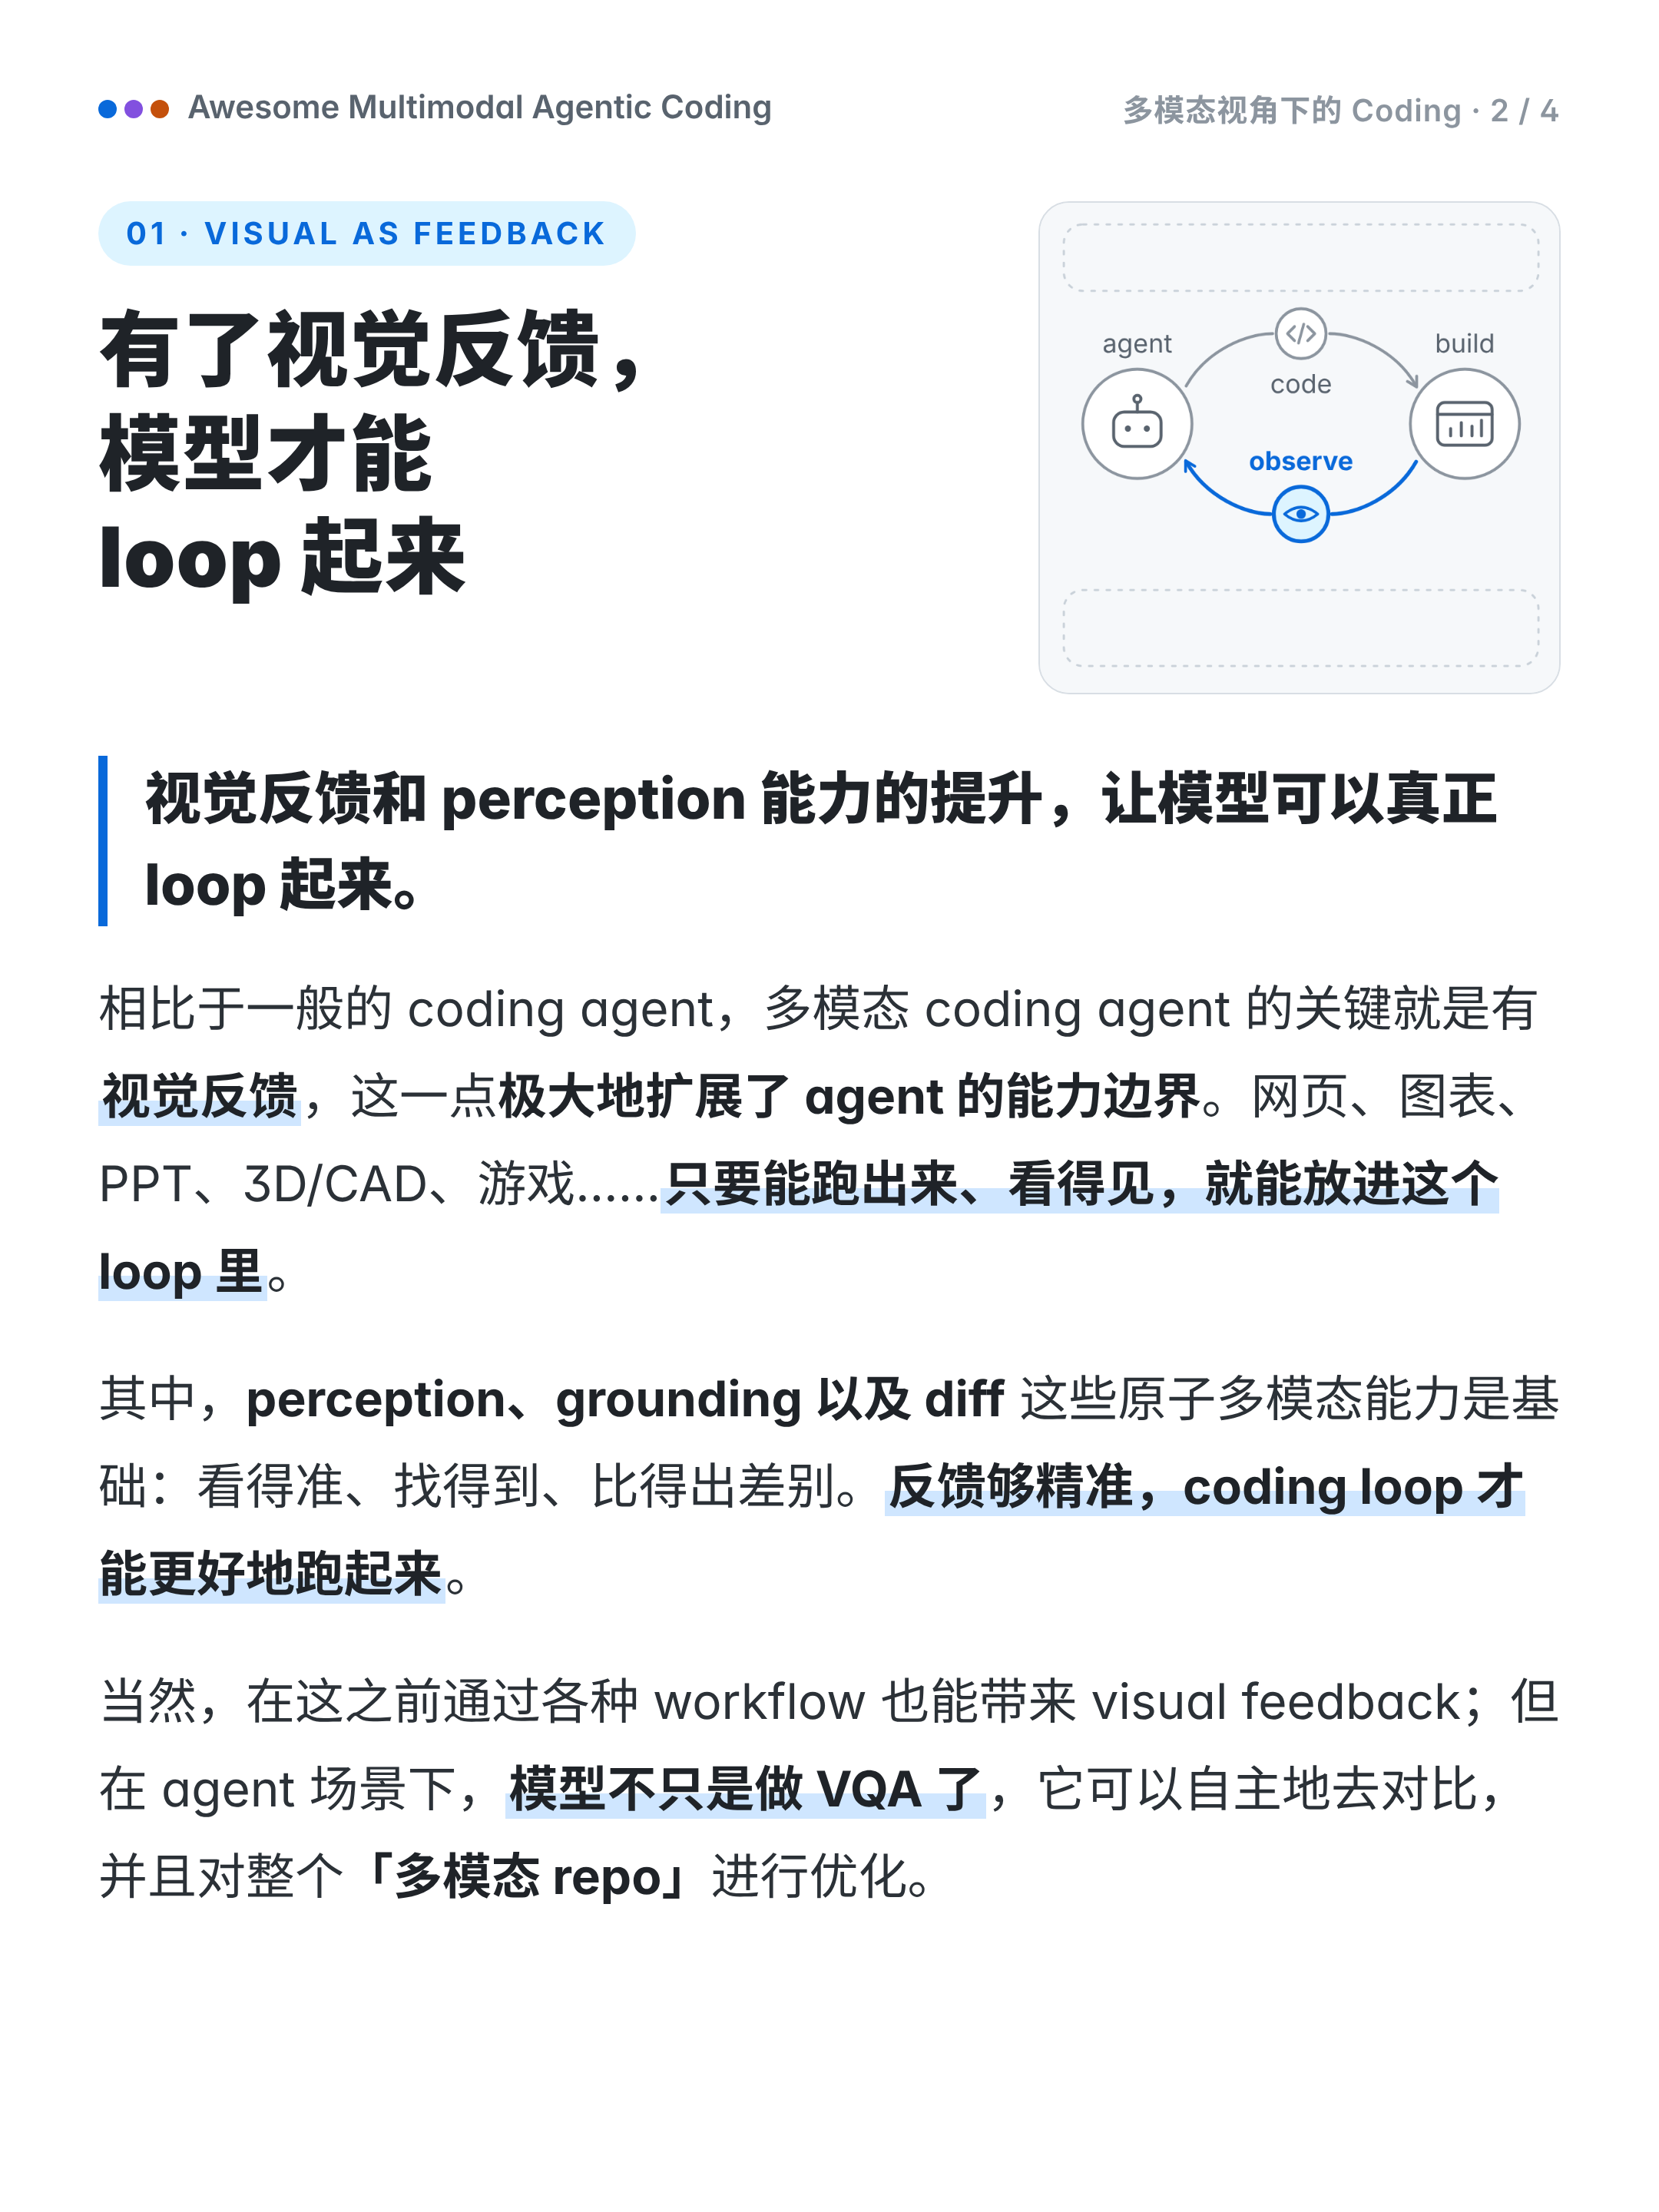 Awesome Multimodal Agentic Coding
多模态视角下的 Coding · 2 / 4
01 · VISUAL AS FEEDBACK
有了视觉反馈，
模型才能
loop 起来
agent
</>
code
build
observe
视觉反馈和 perception 能力的提升，让模型可以真正
loop 起来。
相比于一般的 coding agent，多模态 coding agent 的关键就是有
视觉反馈，这一点极大地扩展了 agent 的能力边界。网页、图表、
PPT、3D/CAD、游戏……只要能跑出来、看得见，就能放进这个
loop 里。
其中，perception、grounding 以及 diff 这些原子多模态能力是基
础：看得准、找得到、比得出差别。反馈够精准，coding loop 才
能更好地跑起来。
当然，在这之前通过各种 workflow 也能带来 visual feedback；但
在 agent 场景下，模型不只是做 VQA 了，它可以自主地去对比，
并且对整个「多模态 repo」进行优化。